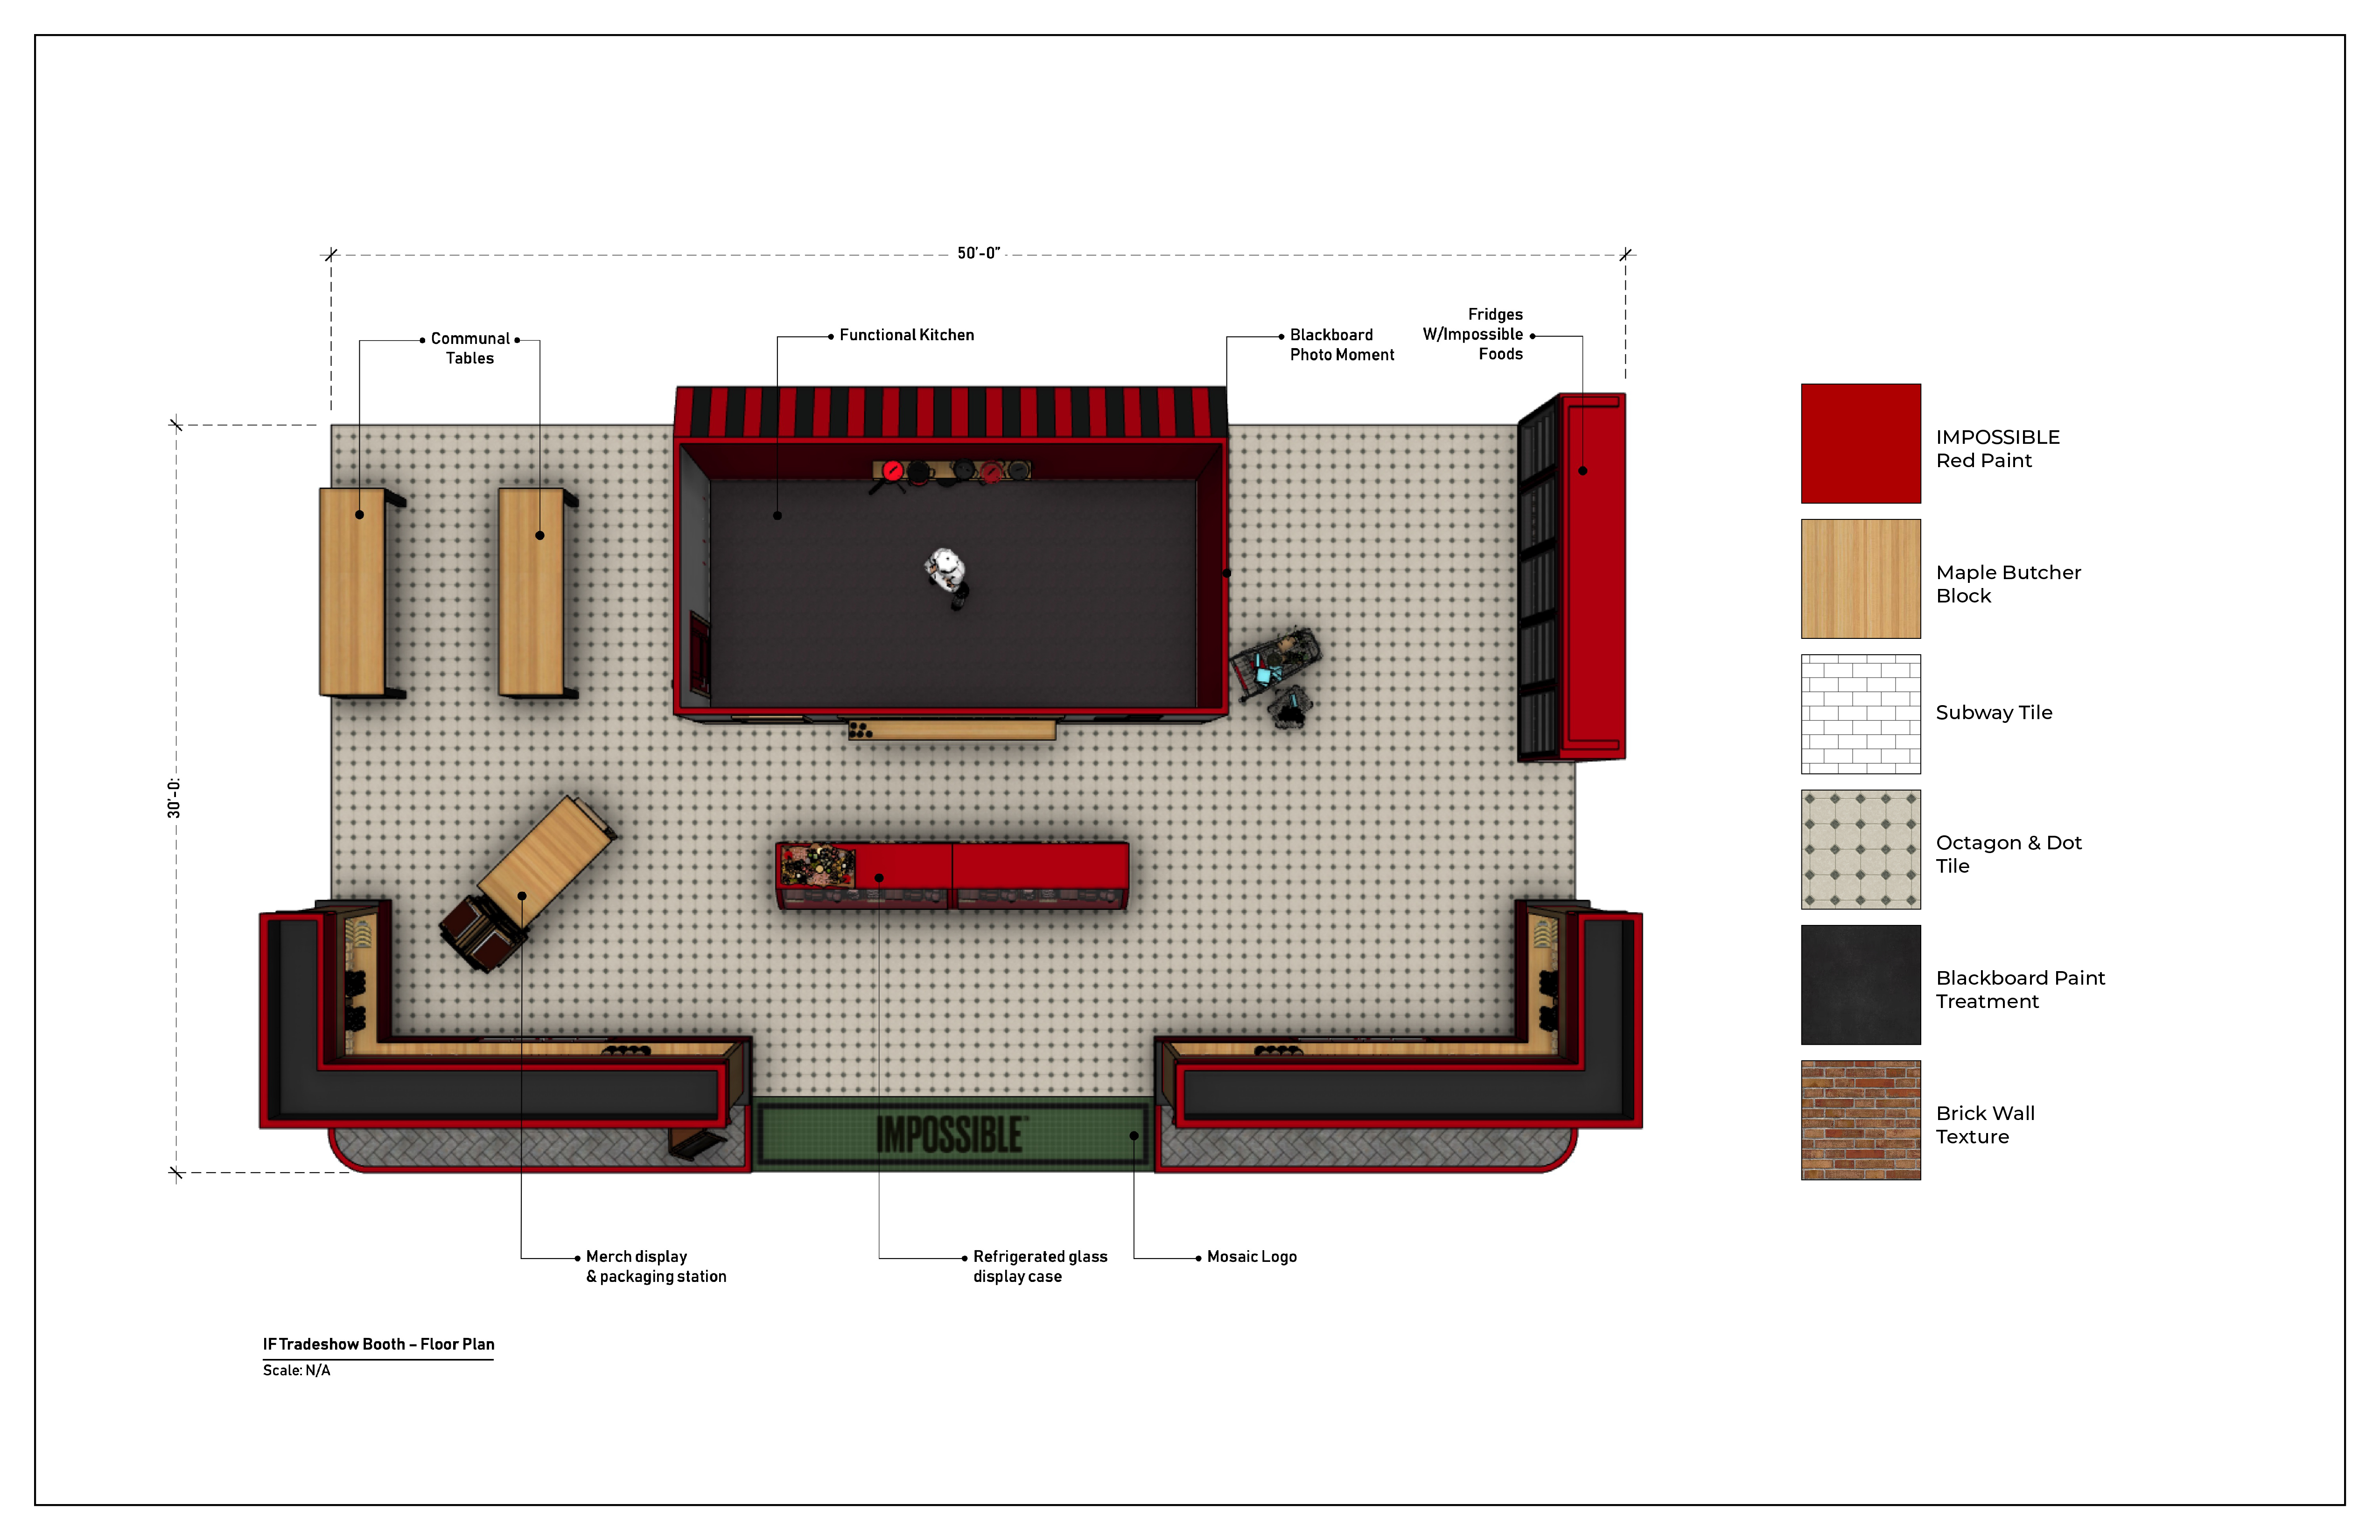 50'-0"
Communal
Tables
Functional Kitchen
Blackboard
Photo Moment
Fridges
W/Impossible
Foods
30'-0:
IMPOSSIBLE™
Merch display
& packaging station
Refrigerated glass
display case
Mosaic Logo
IMPOSSIBLE
Red Paint
Maple Butcher
Block
Subway Tile
Octagon & Dot
Tile
Blackboard Paint
Treatment
Brick Wall
Texture
IF Tradeshow Booth – Floor Plan
Scale: N/A